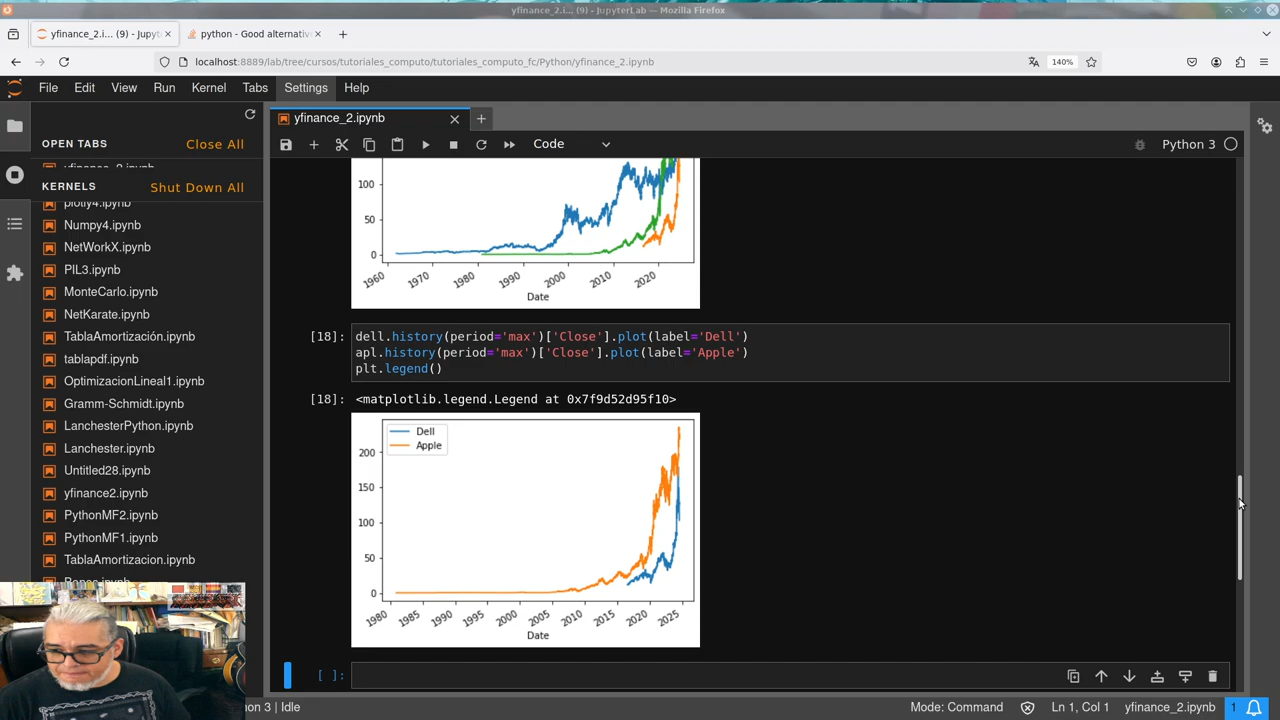 yfinance_2.i... (9) - JupyterLab — Mozilla Firefox
yfinance_2.i... (9) - Jupyt
python - Good alternativ
localhost:8889/lab/tree/cursos/tutoriales_computo/tutoriales_computo_fc/Python/yfinance_2.ipynb
140%
File Edit View Run Kernel Tabs Settings Help
yfinance_2.ipynb
OPEN TABS Close All
Code
Python 3
KERNELS Shut Down All
plotly4.ipynb
Numpy4.ipynb
NetWorkX.ipynb
PIL3.ipynb
MonteCarlo.ipynb
NetKarate.ipynb
TablaAmortización.ipynb
tablapdf.ipynb
OptimizacionLineal1.ipynb
Gramm-Schmidt.ipynb
LanchesterPython.ipynb
Lanchester.ipynb
Untitled28.ipynb
yfinance2.ipynb
PythonMF2.ipynb
PythonMF1.ipynb
TablaAmortizacion.ipynb
100
50
0
1960 1970 1980 1990 2000 2010 2020
Date
[18]: dell.history(period='max')['Close'].plot(label='Dell')
apl.history(period='max')['Close'].plot(label='Apple')
plt.legend()
[18]: <matplotlib.legend.Legend at 0x7f9d52d95f10>
Dell
Apple
200
150
100
50
0
1980 1985 1990 1995 2000 2005 2010 2015 2020 2025
Date
[ ]:
on 3 | Idle
Mode: Command
Ln 1, Col 1
yfinance_2.ipynb
1